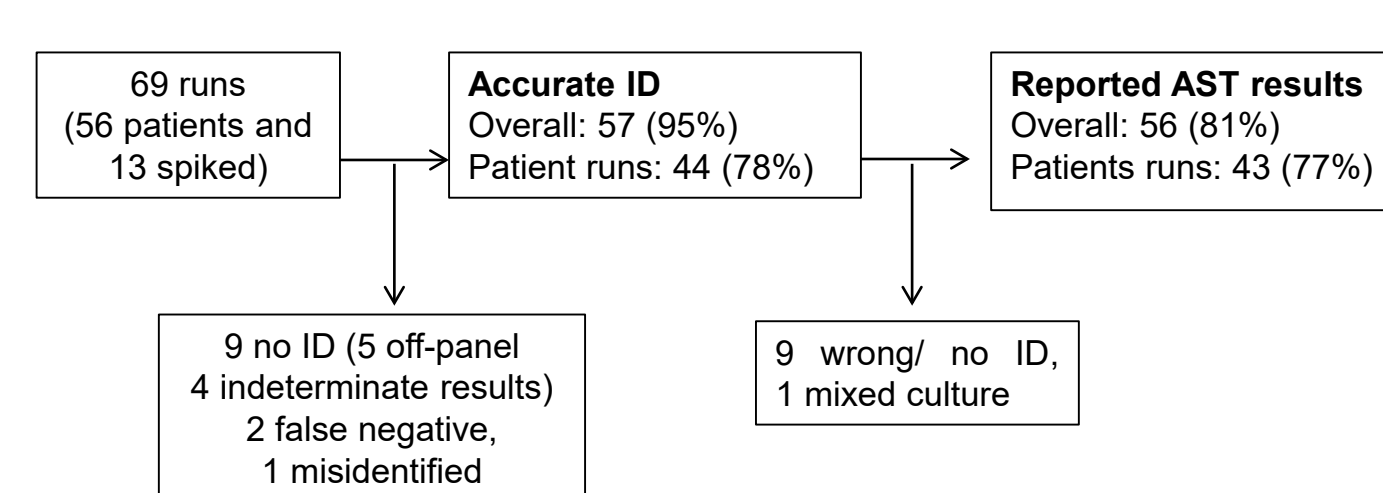 69 runs
(56 patients and
13 spiked)
Accurate ID
Overall: 57 (95%)
Patient runs: 44 (78%)
Reported AST results
Overall: 56 (81%)
Patients runs: 43 (77%)
9 no ID (5 off-panel
4 indeterminate results)
2 false negative,
1 misidentified
9 wrong/ no ID,
1 mixed culture